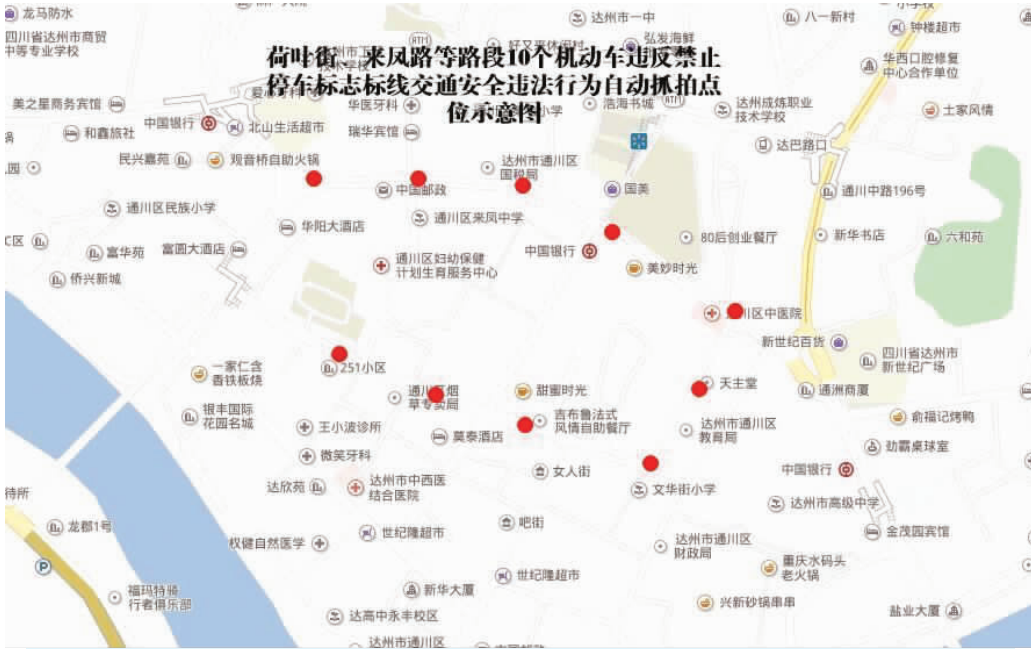 龙马防水
达州市一中
八一新村
钟楼超市
四川省达州市商贸
中等专业学校
RTM
好又来休闲村
弘发海鲜
荷叶街、来凤路等路段10个机动车违反禁止
停车标志标线交通安全违法行为自动抓拍点
位示意图
华西口腔修复
中心合作单位
美之星商务宾馆
华医牙科
浩海书城
RTM
达州成炼职业
技术学校
士家风情
中国银行
北山生活超市
瑞华宾馆
和鑫旅社
达巴路口
民兴嘉苑
观音桥自助火锅
达州市通川区
国税局
中国邮政
国美
通川中路196号
通川区民族小学
通川区来凤中学
华阳大酒店
富华苑
富圆大酒店
中国银行
80后创业餐厅
新华书店
六和苑
通川区妇幼保健
计划生育服务中心
美妙时光
侨兴新城
川区中医院
新世纪百货
四川省达州市
新世纪广场
一家仁含
香铁板烧
251小区
天主堂
通洲商厦
通川区烟
草专卖局
甜蜜时光
银丰国际
花园名城
吉布鲁法式
风情自助餐厅
俞福记烤鸭
王小波诊所
莫泰酒店
达州市通川区
教育局
劲霸桌球室
微笑牙科
女人街
中国银行
达欣苑
达州市中西医
结合医院
文华街小学
达州市高级中学
待所
龙郡1号
吧街
世纪隆超市
金茂园宾馆
权健自然医学
达州市通川区
财政局
P
世纪隆超市
重庆水码头
老火锅
福玛特骑
行者俱乐部
新华大厦
兴新砂锅串串
达高中永丰校区
盐业大厦
达州市通川区